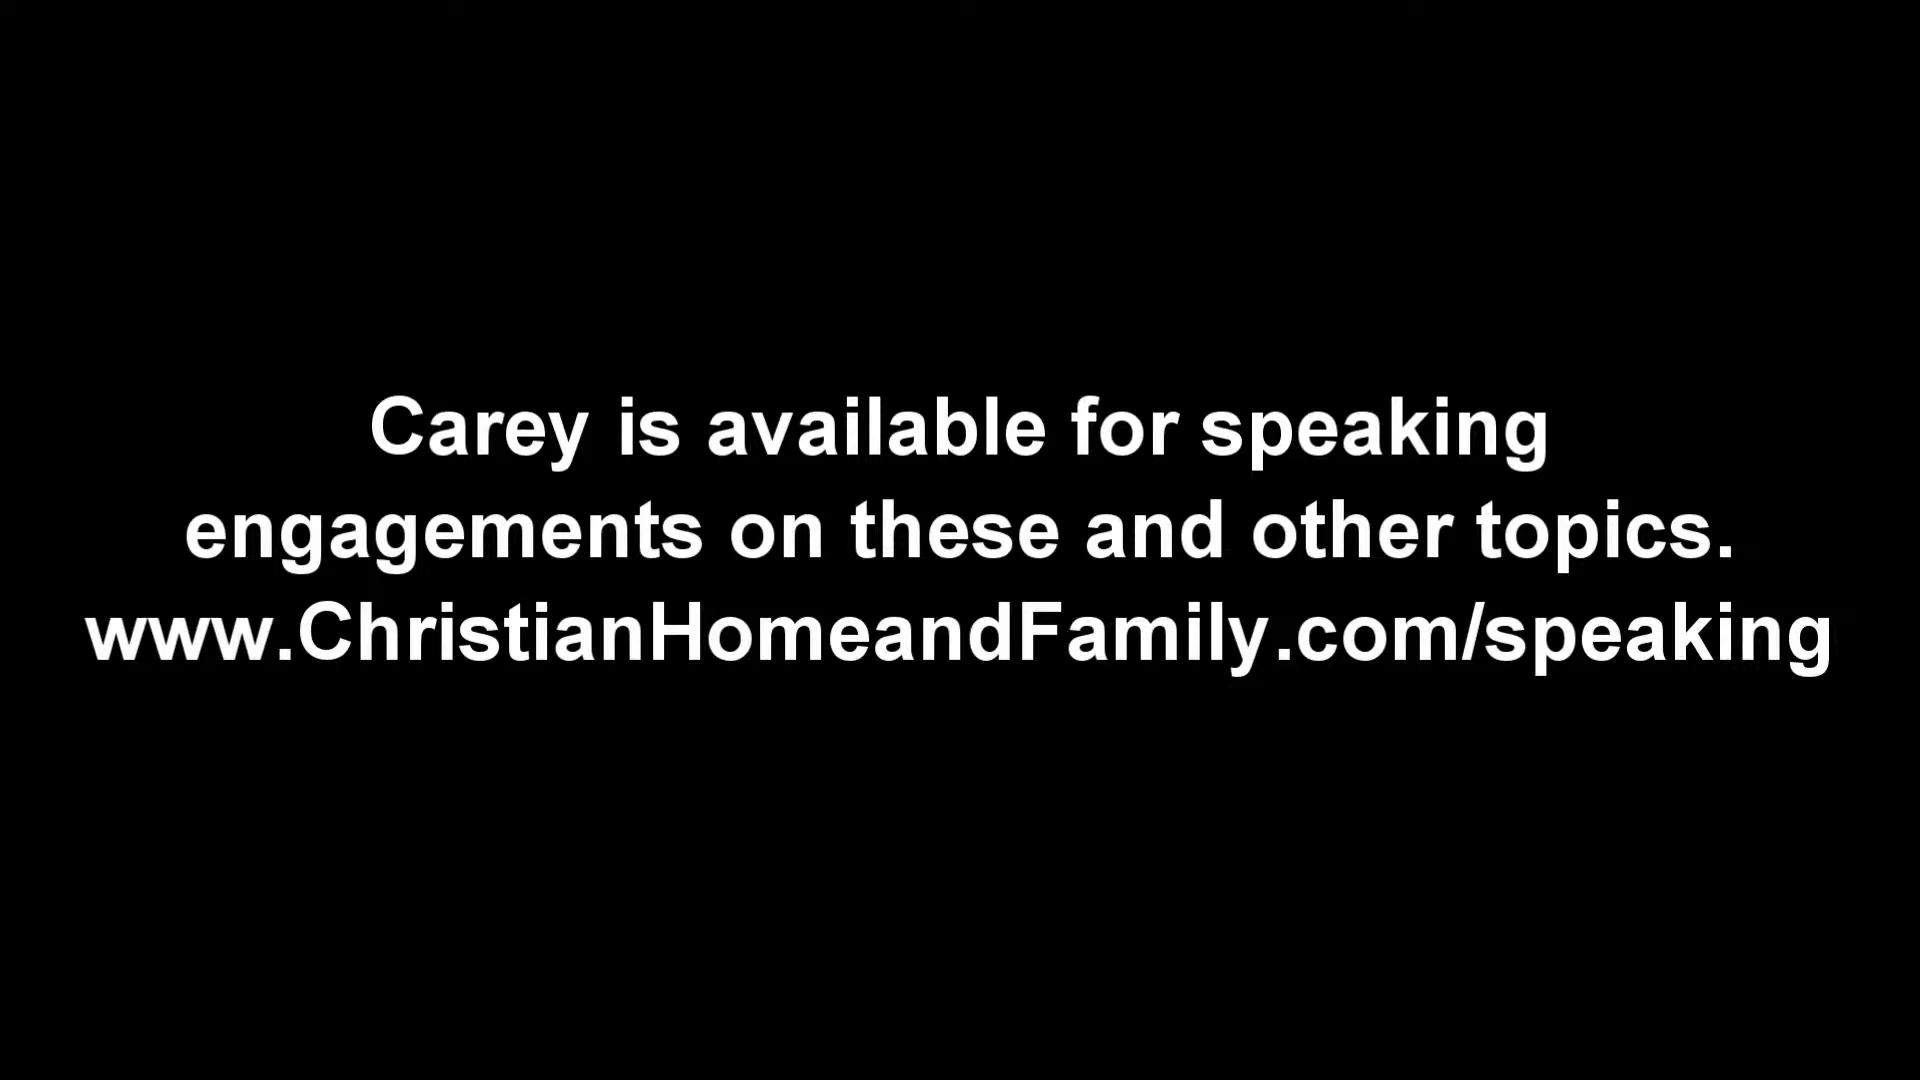 Carey is available for speaking
engagements on these and other topics.
www.ChristianHomeandFamily.com/speaking